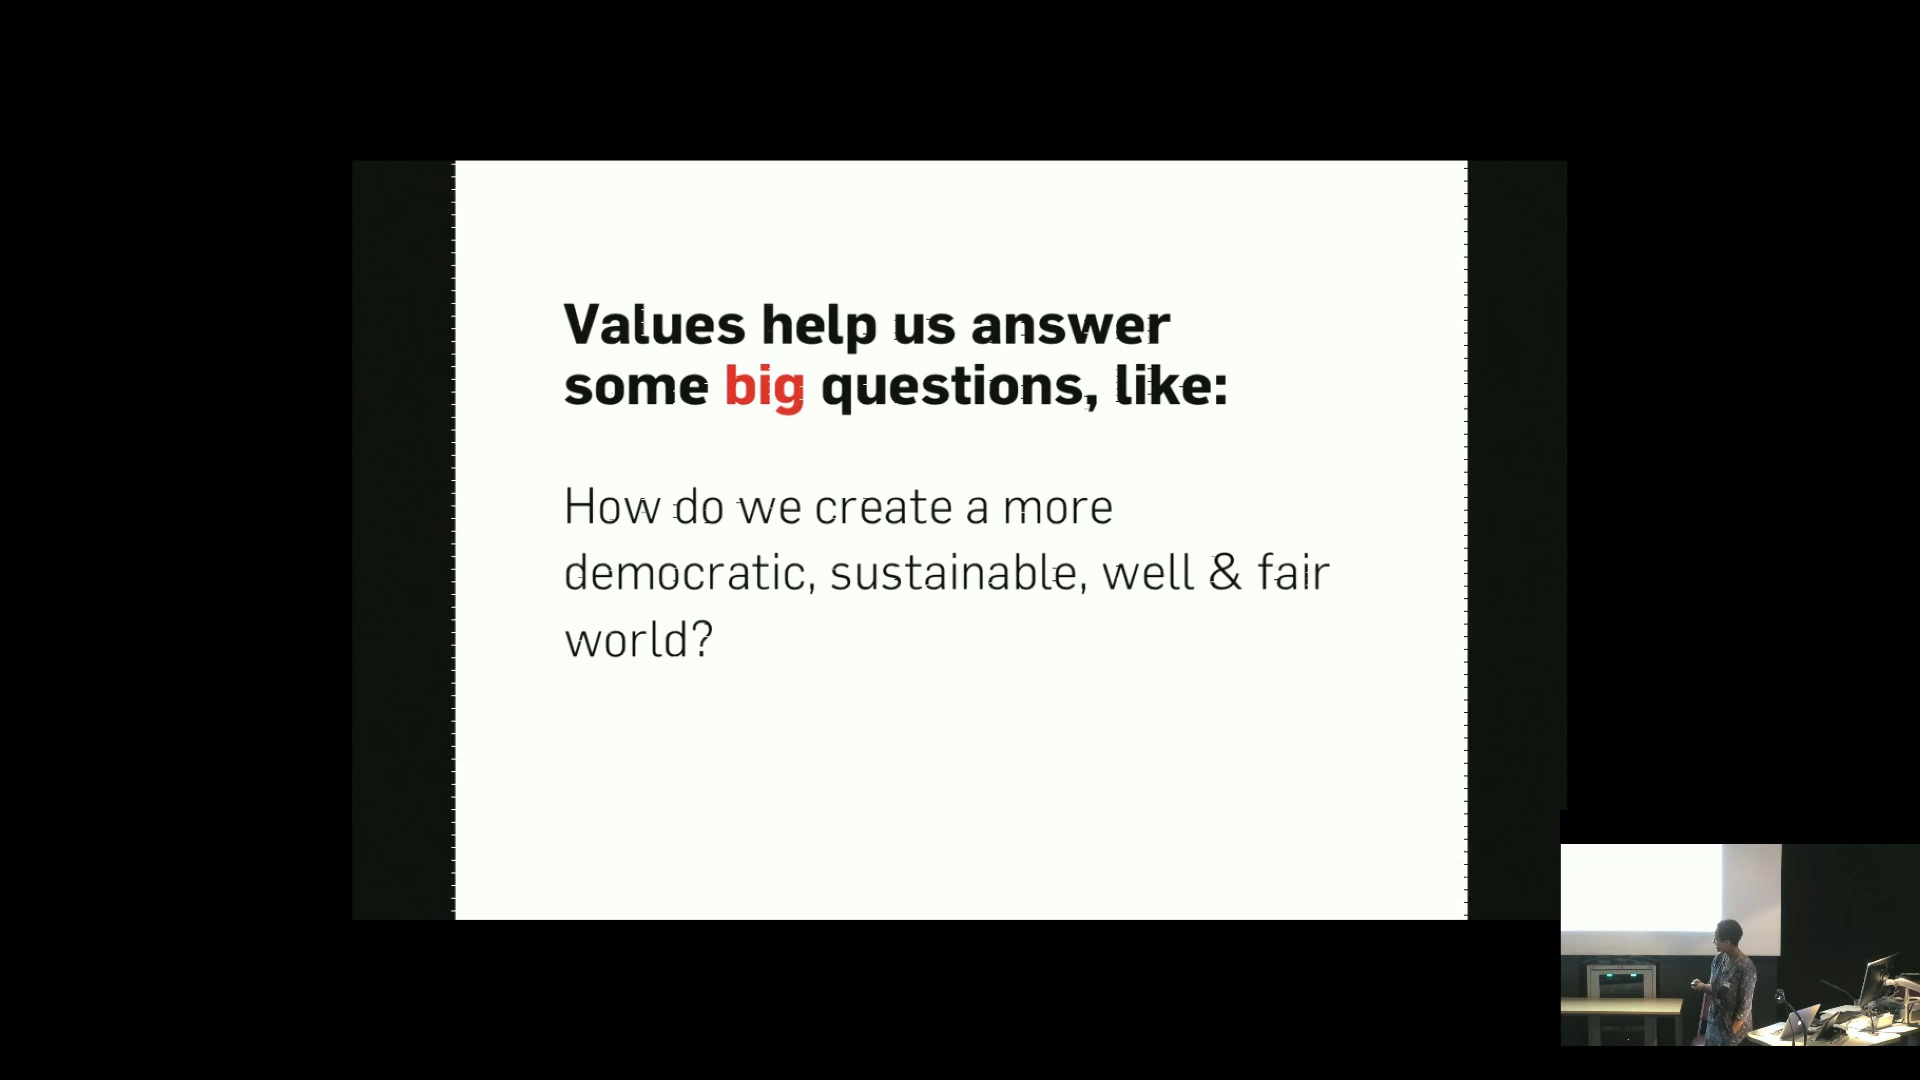 Values help us answer
some big questions, like:
How do we create a more
democratic, sustainable, well & fair
world?